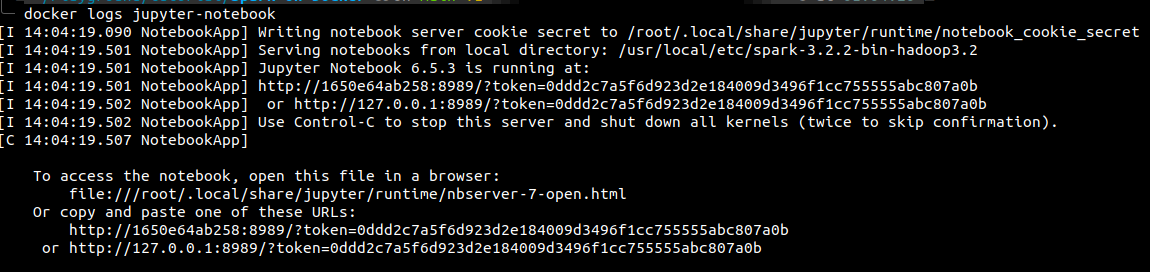 docker logs jupyter-notebook
[I 14:04:19.090 NotebookApp] Writing notebook server cookie secret to /root/.local/share/jupyter/runtime/notebook_cookie_secret
[I 14:04:19.501 NotebookApp] Serving notebooks from local directory: /usr/local/etc/spark-3.2.2-bin-hadoop3.2
[I 14:04:19.501 NotebookApp] Jupyter Notebook 6.5.3 is running at:
[I 14:04:19.501 NotebookApp] http://1650e64ab258:8989/?token=0ddd2c7a5f6d923d2e184009d3496f1cc755555abc807a0b
[I 14:04:19.502 NotebookApp]  or http://127.0.0.1:8989/?token=0ddd2c7a5f6d923d2e184009d3496f1cc755555abc807a0b
[I 14:04:19.502 NotebookApp] Use Control-C to stop this server and shut down all kernels (twice to skip confirmation).
[C 14:04:19.507 NotebookApp]
To access the notebook, open this file in a browser:
file:///root/.local/share/jupyter/runtime/nbserver-7-open.html
Or copy and paste one of these URLs:
http://1650e64ab258:8989/?token=0ddd2c7a5f6d923d2e184009d3496f1cc755555abc807a0b
or http://127.0.0.1:8989/?token=0ddd2c7a5f6d923d2e184009d3496f1cc755555abc807a0b